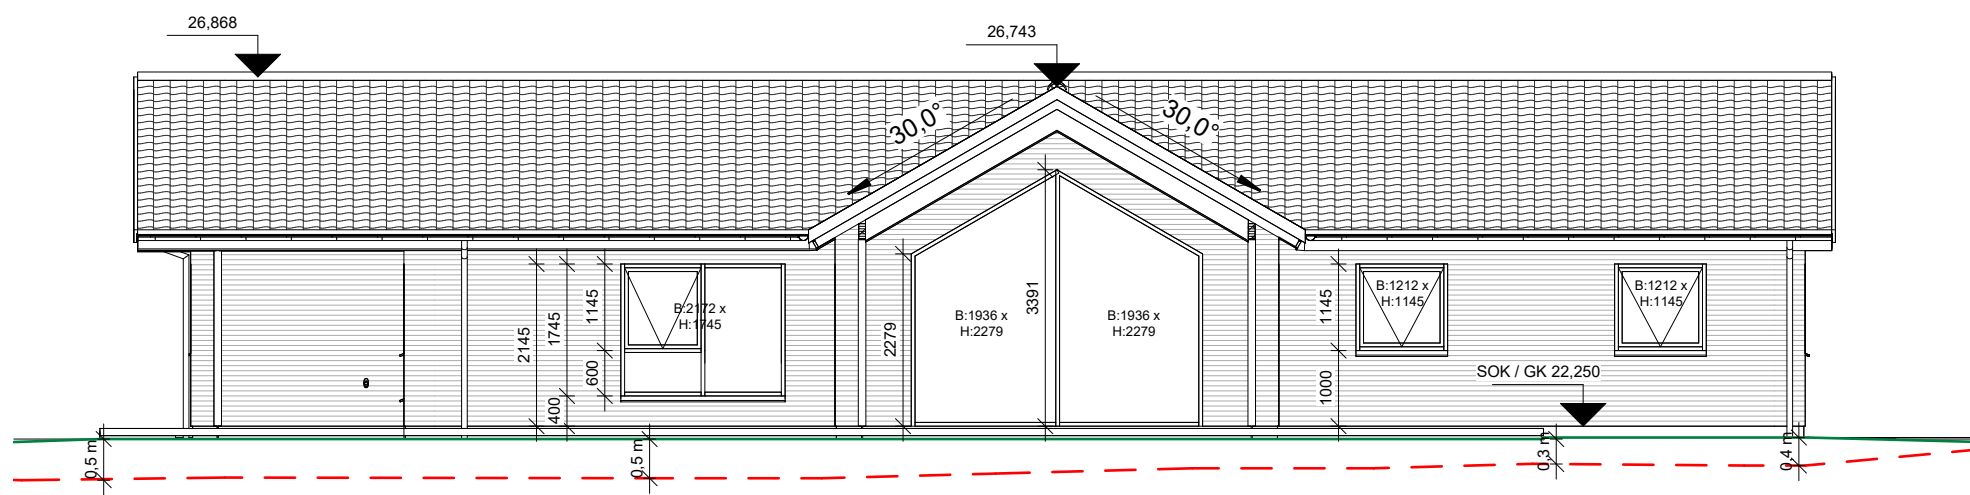 26,868
26,743
30,0°
30,0°
2145
1745
1145
600
400
B:2172 x
H:1745
2279
B:1936 x
H:2279
3391
B:1936 x
H:2279
1145
1000
B:1212 x
H:1145
B:1212 x
H:1145
SOK / GK 22,250
0,5 m
0,5 m
0,3 m
0,4 m